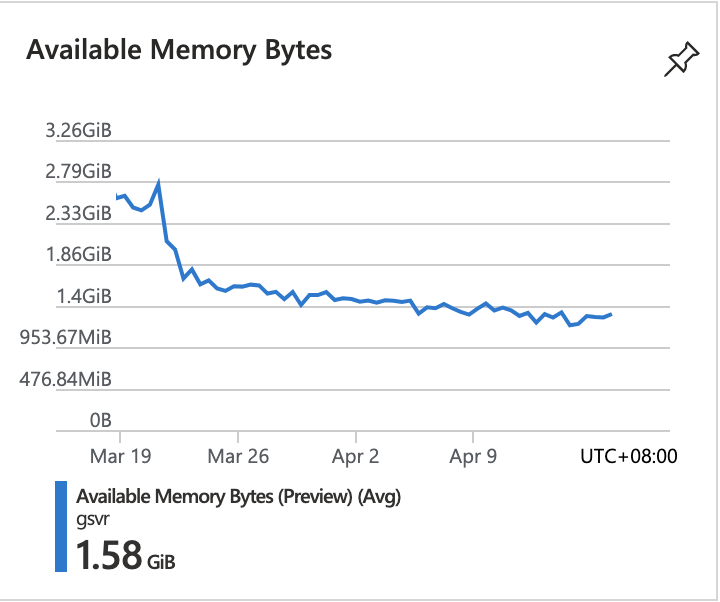 Available Memory Bytes
3.26GiB
2.79GiB
2.33GiB
1.86GiB
1.4GiB
953.67MiB
476.84MiB
0B
Mar 19 Mar 26 Apr 2 Apr 9 UTC+08:00
Available Memory Bytes (Preview) (Avg)
gsvr
1.58 GiB